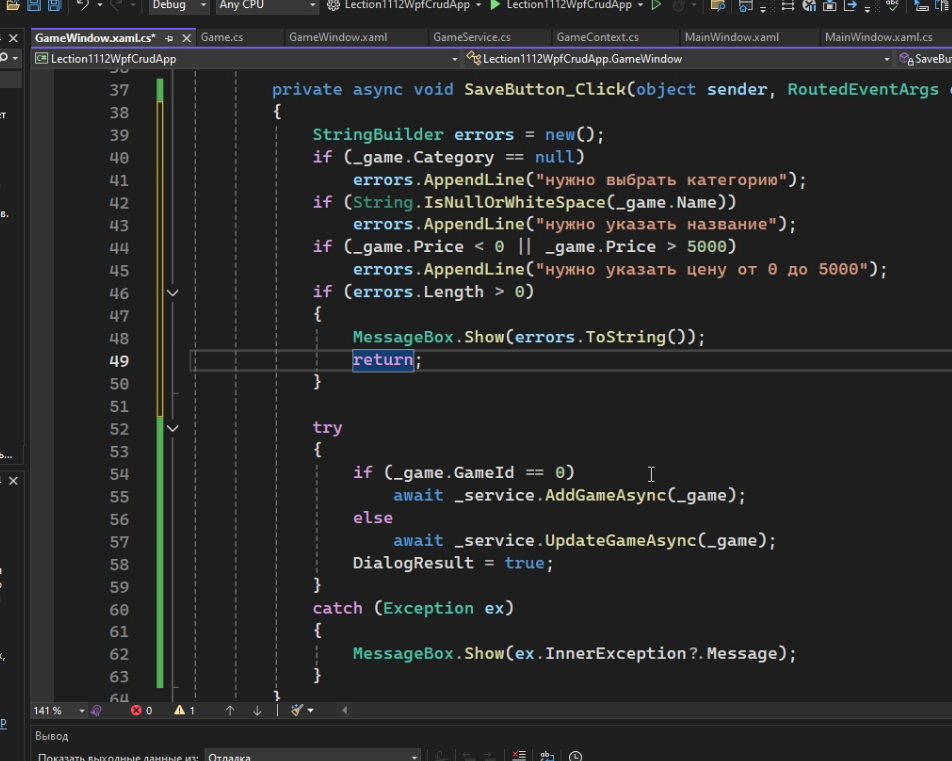 Debug Any CPU Lection1112WpfCrudApp Lection1112WpfCrudApp
GameWindow.xaml.cs* Game.cs GameWindow.xaml GameService.cs GameContext.cs MainWindow.xaml MainWindow.xaml.cs
Lection1112WpfCrudApp Lection1112WpfCrudApp.GameWindow SaveBu
37 private async void SaveButton_Click(object sender, RoutedEventArgs
38 {
39 StringBuilder errors = new();
40 if (_game.Category == null)
41 errors.AppendLine("нужно выбрать категорию");
42 if (String.IsNullOrWhiteSpace(_game.Name))
43 errors.AppendLine("нужно указать название");
44 if (_game.Price < 0 || _game.Price > 5000)
45 errors.AppendLine("нужно указать цену от 0 до 5000");
46 if (errors.Length > 0)
47 {
48 MessageBox.Show(errors.ToString());
49 return;
50 }
51
52 try
53 {
54 if (_game.GameId == 0)
55 await _service.AddGameAsync(_game);
56 else
57 await _service.UpdateGameAsync(_game);
58 DialogResult = true;
59 }
60 catch (Exception ex)
61 {
62 MessageBox.Show(ex.InnerException?.Message);
63 }
64 }
141 % 0 1
Вывод
Показать выходные данные из: Отладка